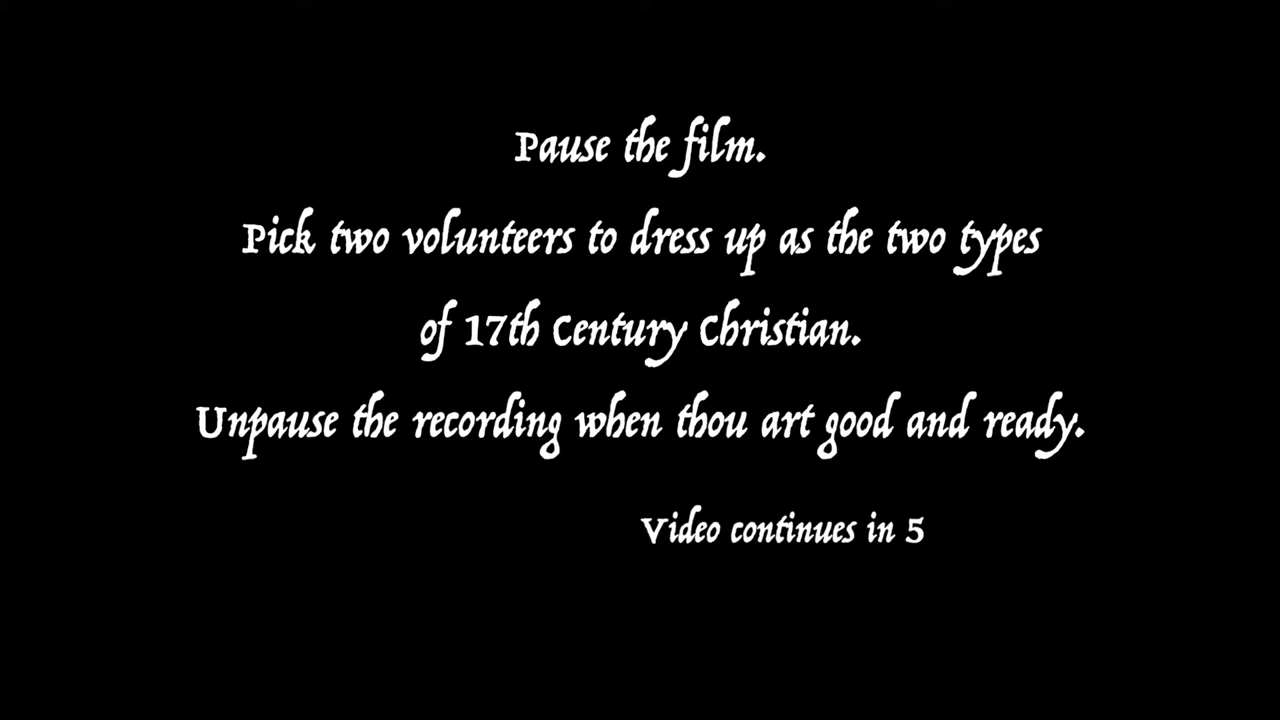 Pause the film.
Pick two volunteers to dress up as the two types
of 17th Century Christian.
Unpause the recording when thou art good and ready.
Video continues in 5